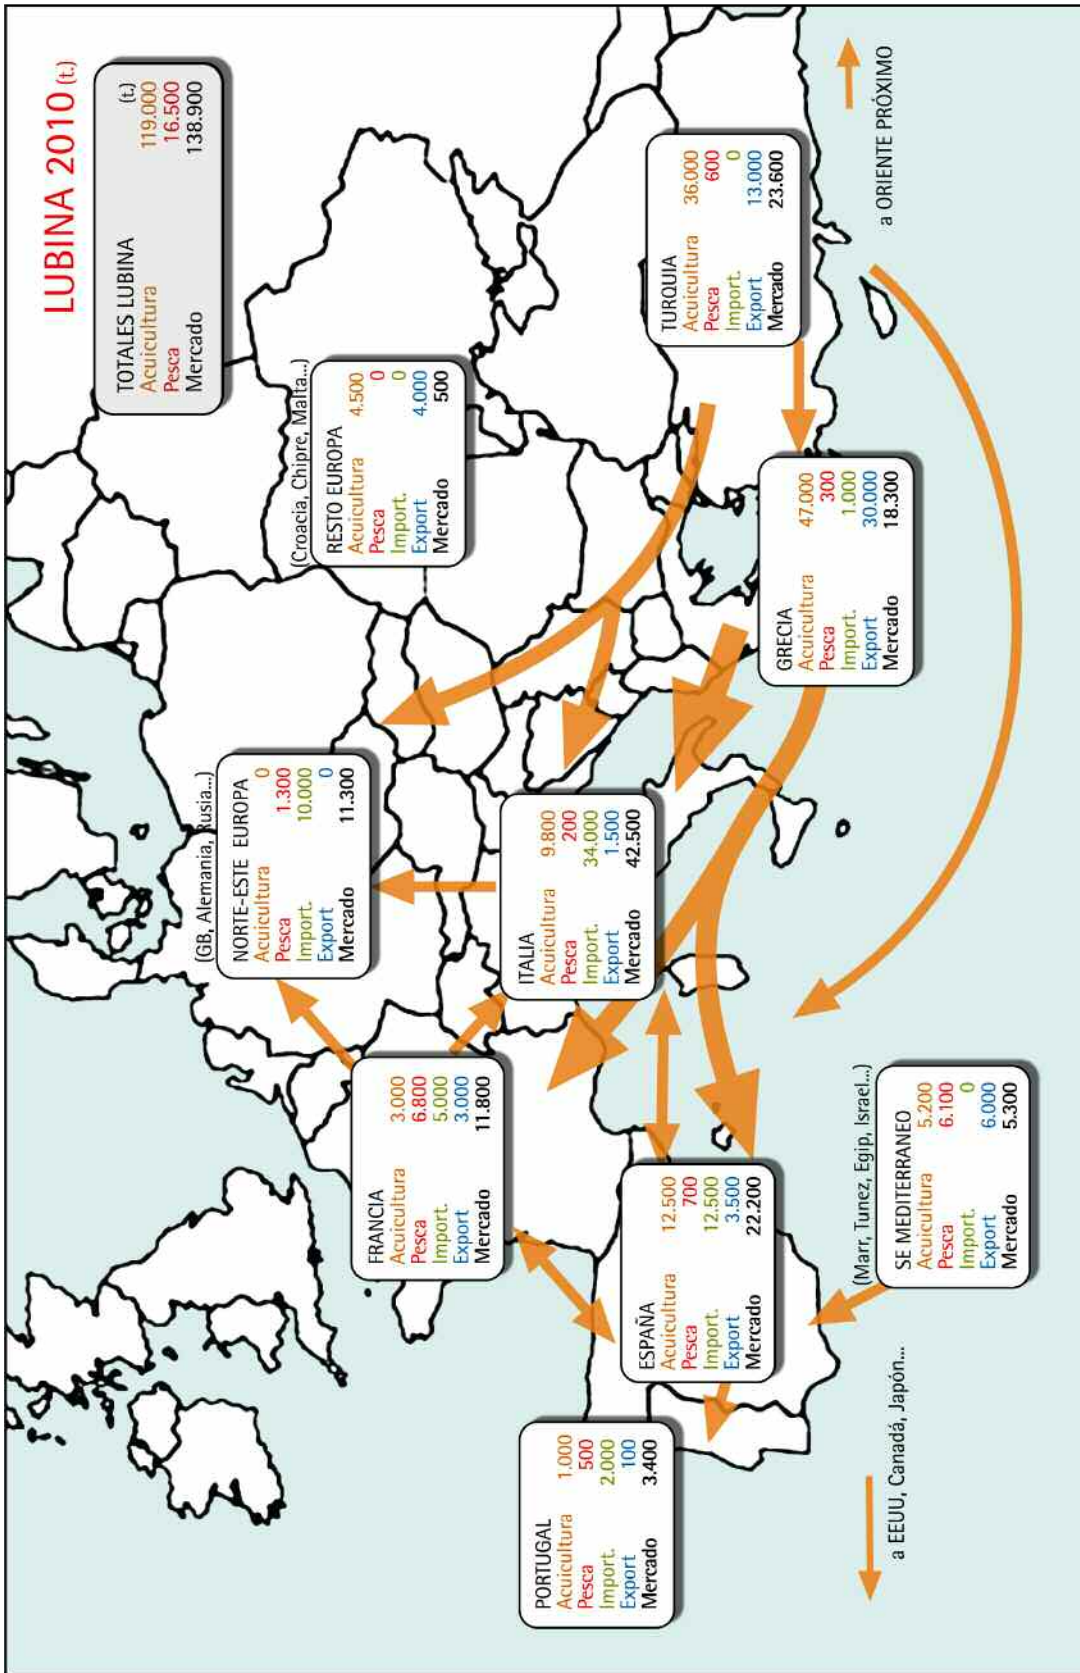 LUBINA 2010 (t.)
TOTALES LUBINA (t.)
Acuicultura 119.000
Pesca 16.500
Mercado 138.900
(GB, Alemania, Rusia...)
NORTE-ESTE EUROPA
Acuicultura 0
Pesca 1.300
Import. 10.000
Export 0
Mercado 11.300
(Croacia, Chipre, Malta...)
RESTO EUROPA
Acuicultura 4.500
Pesca 0
Import. 0
Export 4.000
Mercado 500
FRANCIA
Acuicultura 3.000
Pesca 6.800
Import. 5.000
Export 3.000
Mercado 11.800
ITALIA
Acuicultura 9.800
Pesca 200
Import. 34.000
Export 1.500
Mercado 42.500
PORTUGAL
Acuicultura 1.000
Pesca 500
Import. 2.000
Export 100
Mercado 3.400
ESPAÑA
Acuicultura 12.500
Pesca 700
Import. 12.500
Export 3.500
Mercado 22.200
TURQUIA
Acuicultura 36.000
Pesca 600
Import. 0
Export 13.000
Mercado 23.600
GRECIA
Acuicultura 47.000
Pesca 300
Import. 1.000
Export 30.000
Mercado 18.300
(Marr, Tunez, Egip, Israel...)
SE MEDITERRANEO
Acuicultura 5.200
Pesca 6.100
Import. 0
Export 6.000
Mercado 5.300
a EEUU, Canadá, Japón...
a ORIENTE PRÓXIMO